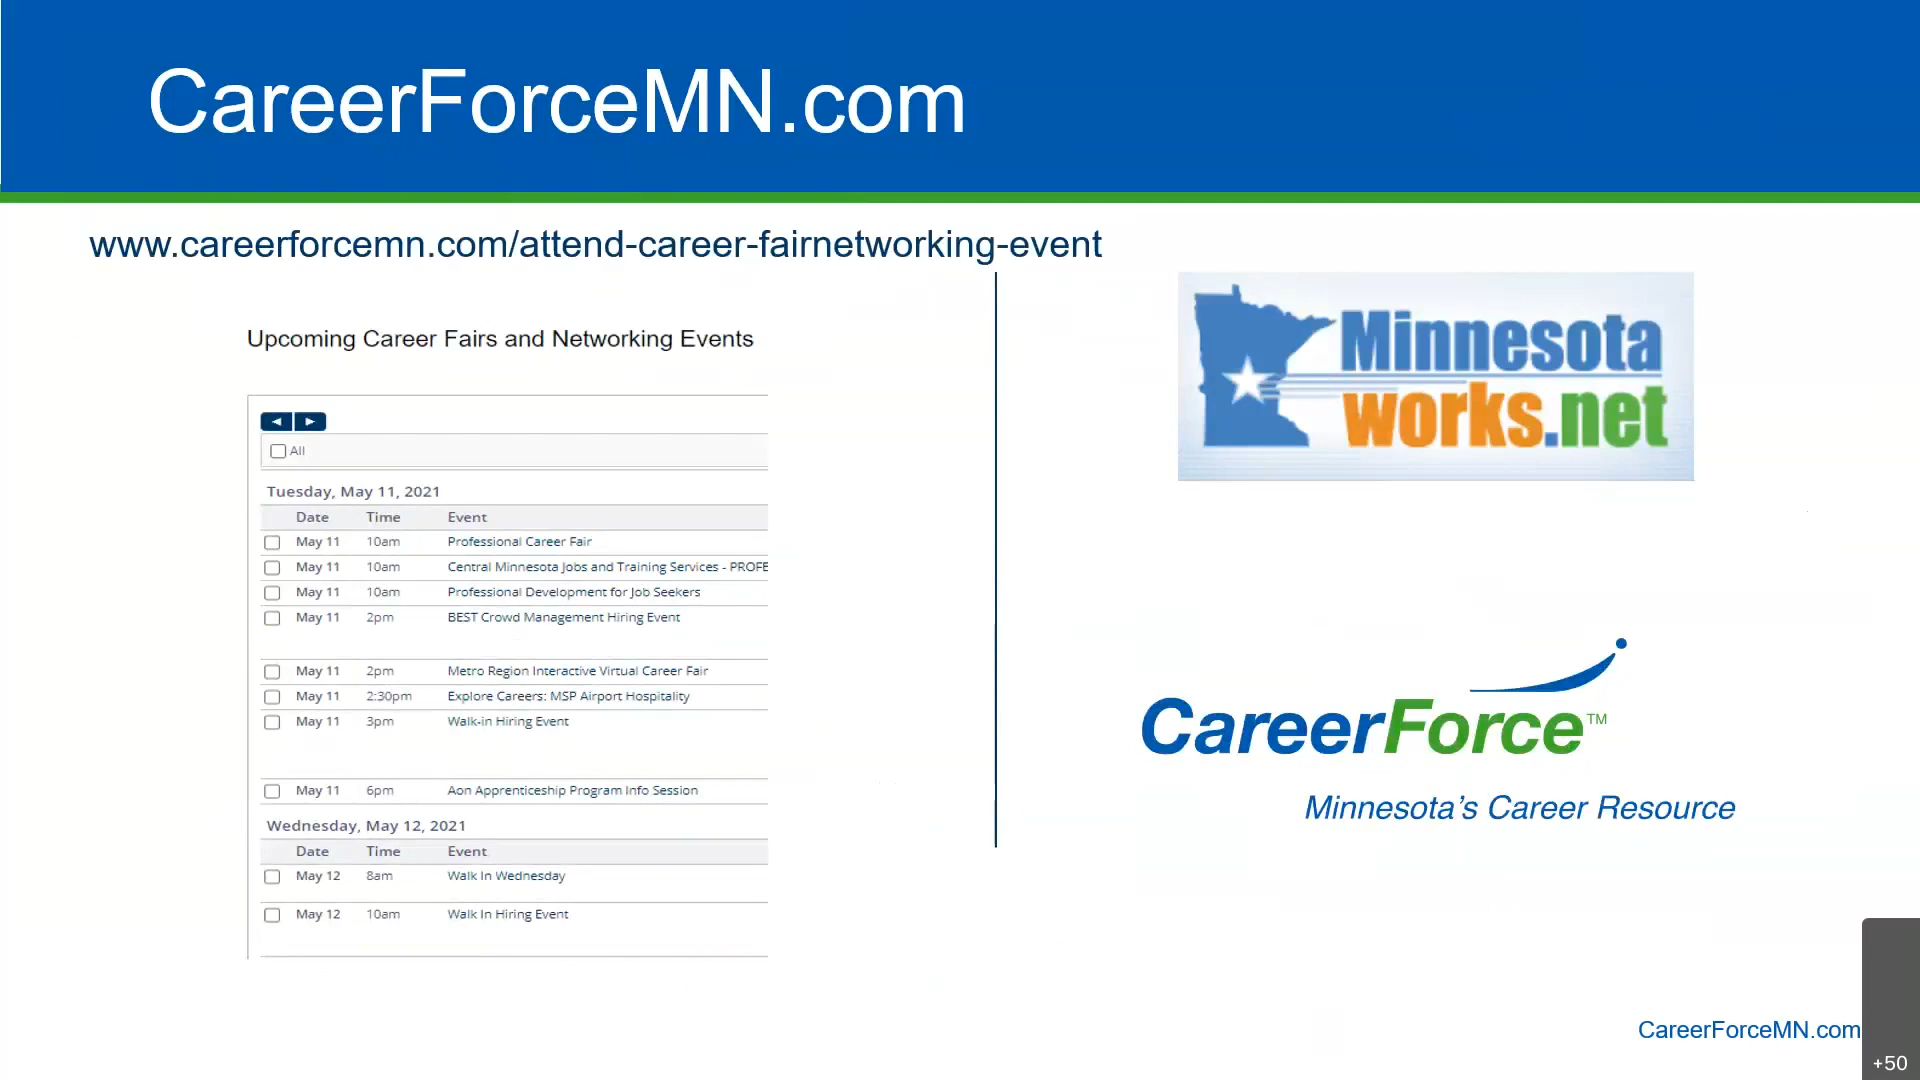 CareerForceMN.com
www.careerforcemn.com/attend-career-fairnetworking-event
Upcoming Career Fairs and Networking Events
All
Tuesday, May 11, 2021
Date Time Event
May 11 10am Professional Career Fair
May 11 10am Central Minnesota Jobs and Training Services - PROFE
May 11 10am Professional Development for Job Seekers
May 11 2pm BEST Crowd Management Hiring Event
May 11 2pm Metro Region Interactive Virtual Career Fair
May 11 2:30pm Explore Careers: MSP Airport Hospitality
May 11 3pm Walk-in Hiring Event
May 11 6pm Aon Apprenticeship Program Info Session
Wednesday, May 12, 2021
Date Time Event
May 12 8am Walk In Wednesday
May 12 10am Walk In Hiring Event
Minnesota
works.net
CareerForce™
Minnesota's Career Resource
CareerForceMN.com
+50